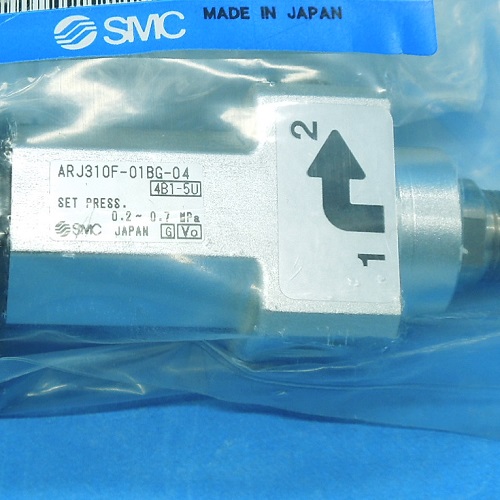 SMC MADE IN JAPAN
ARJ310F-01BG-04
4B1-5U
SET PRESS.
0.2~0.7 MPa
SMC JAPAN G Vo
2
1